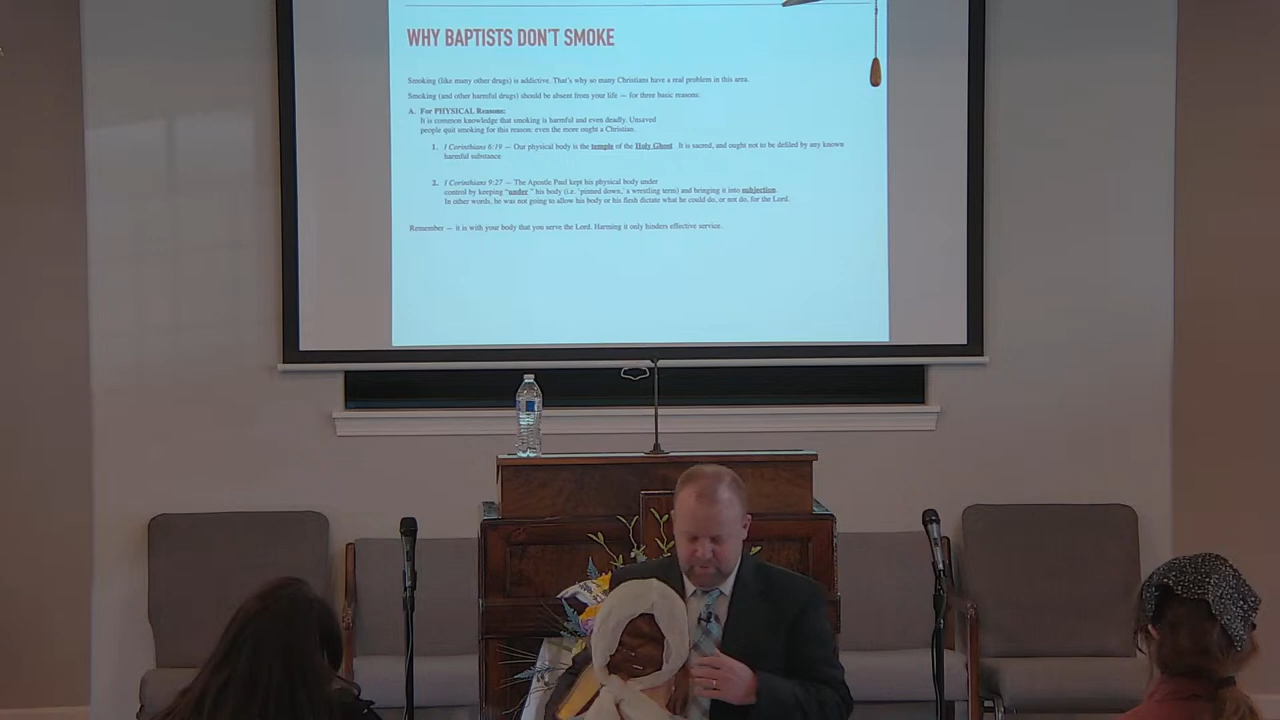 WHY BAPTISTS DON'T SMOKE
Smoking (like many other drugs) is addictive. That's why so many Christians have a real problem in this area.
Smoking (and other harmful drugs) should be absent from your life — for three basic reasons:
A. For PHYSICAL Reasons:
It is common knowledge that smoking is harmful and even deadly. Unsaved
people quit smoking for this reason; even the more ought a Christian.
1. I Corinthians 6:19 — Our physical body is the temple of the Holy Ghost. It is sacred, and ought not to be defiled by any known
harmful substance
2. I Corinthians 9:27 — The Apostle Paul kept his physical body under
control by keeping "under" his body (i.e. 'pinned down,' a wrestling term) and bringing it into subjection.
In other words, he was not going to allow his body or his flesh dictate what he could do, or not do, for the Lord.
Remember — it is with your body that you serve the Lord. Harming it only hinders effective service.